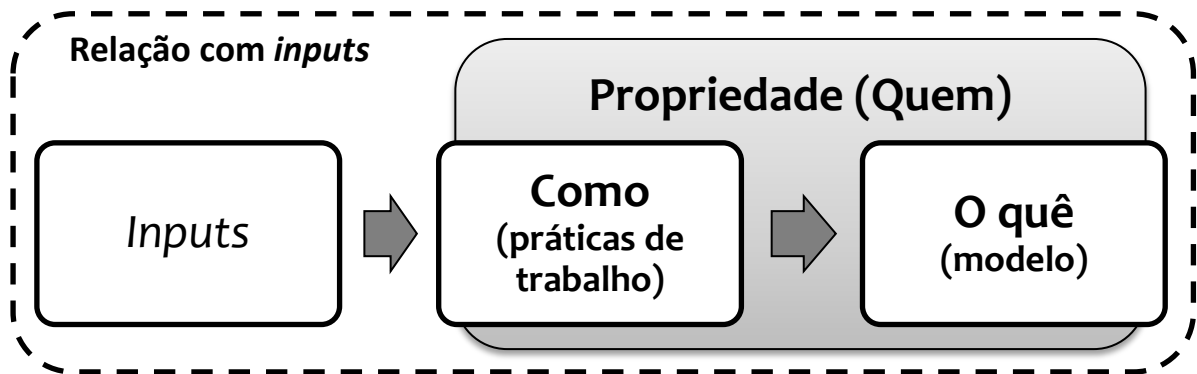 Relação com inputs
Propriedade (Quem)
Inputs
Como
(práticas de
trabalho)
O quê
(modelo)